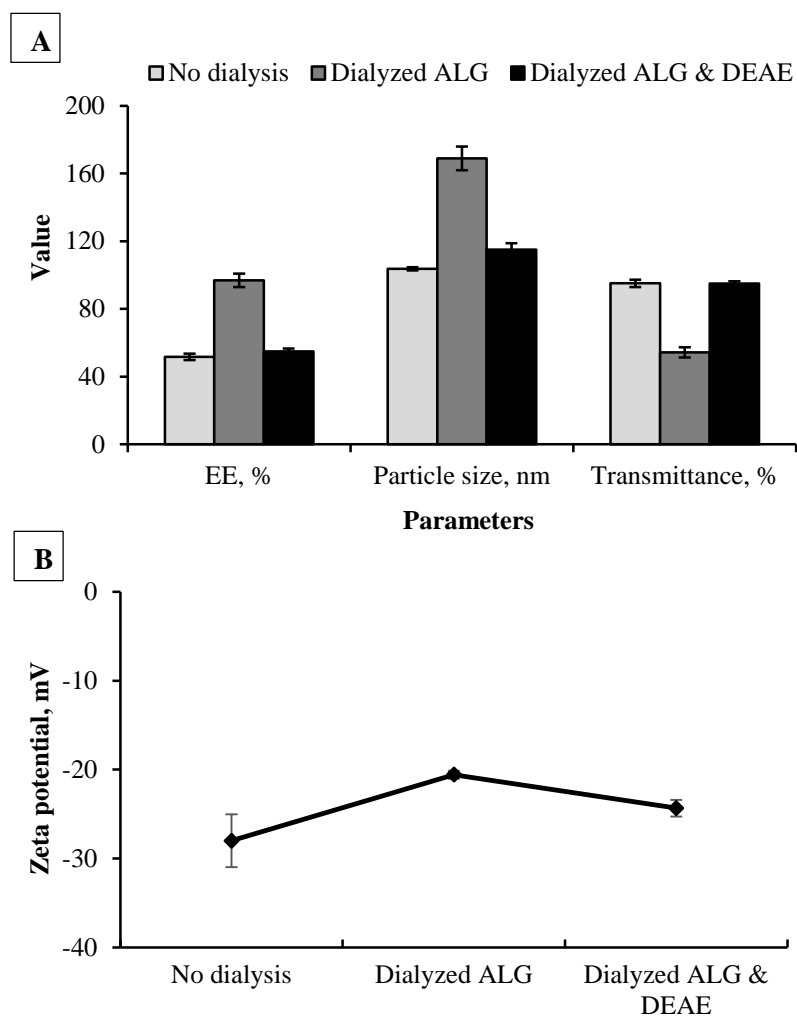 A
No dialysis Dialyzed ALG Dialyzed ALG & DEAE
200
160
120
80
40
0
Value
EE, % Particle size, nm Transmittance, %
Parameters
B
0
-10
-20
-30
-40
Zeta potential, mV
No dialysis Dialyzed ALG Dialyzed ALG &
DEAE